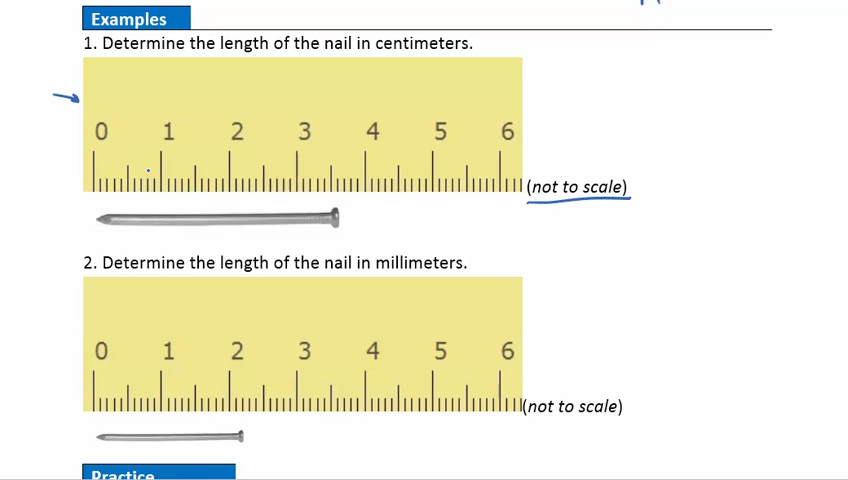 Examples
1. Determine the length of the nail in centimeters.
0 1 2 3 4 5 6
(not to scale)
2. Determine the length of the nail in millimeters.
0 1 2 3 4 5 6
(not to scale)
Practice